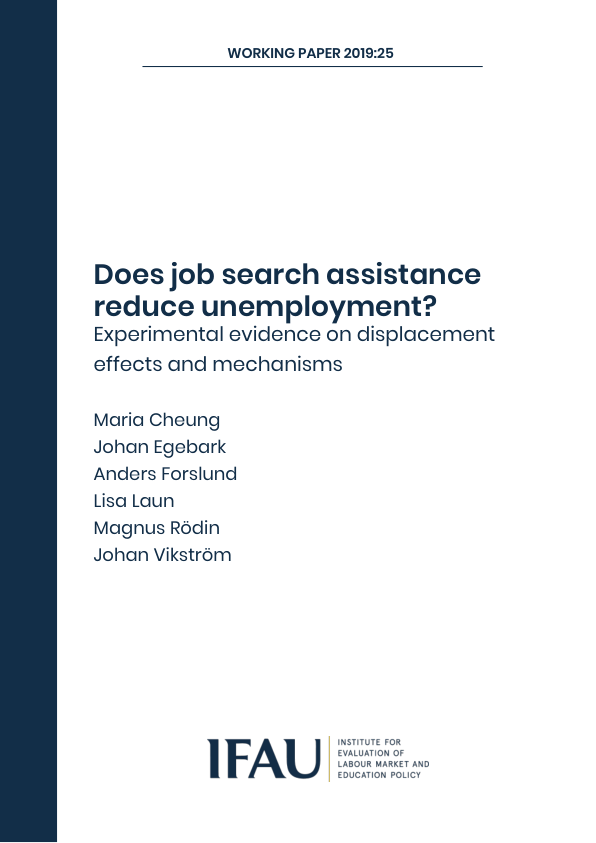 WORKING PAPER 2019:25
Does job search assistance
reduce unemployment?
Experimental evidence on displacement
effects and mechanisms
Maria Cheung
Johan Egebark
Anders Forslund
Lisa Laun
Magnus Rödin
Johan Vikström
IFAU
INSTITUTE FOR
EVALUATION OF
LABOUR MARKET AND
EDUCATION POLICY